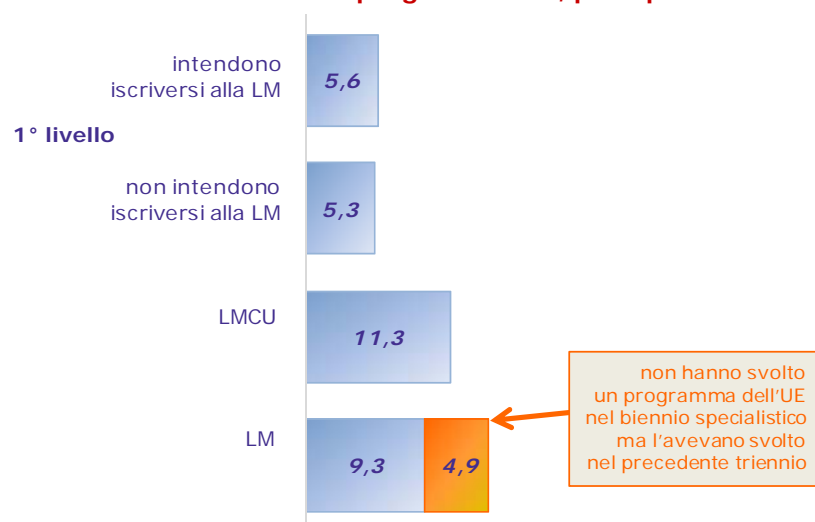 intendono
iscriversi alla LM
5,6
1° livello
non intendono
iscriversi alla LM
5,3
LMCU
11,3
LM
9,3
4,9
non hanno svolto
un programma dell'UE
nel biennio specialistico
ma l'avevano svolto
nel precedente triennio